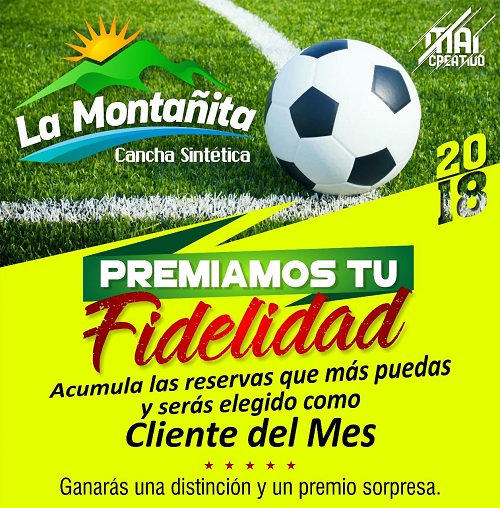 La Montañita
Cancha Sintética
MAI
CREATIVO
20
18
PREMIAMOS TU
Fidelidad
Acumula las reservas que más puedas
y serás elegido como
Cliente del Mes
Ganarás una distinción y un premio sorpresa.